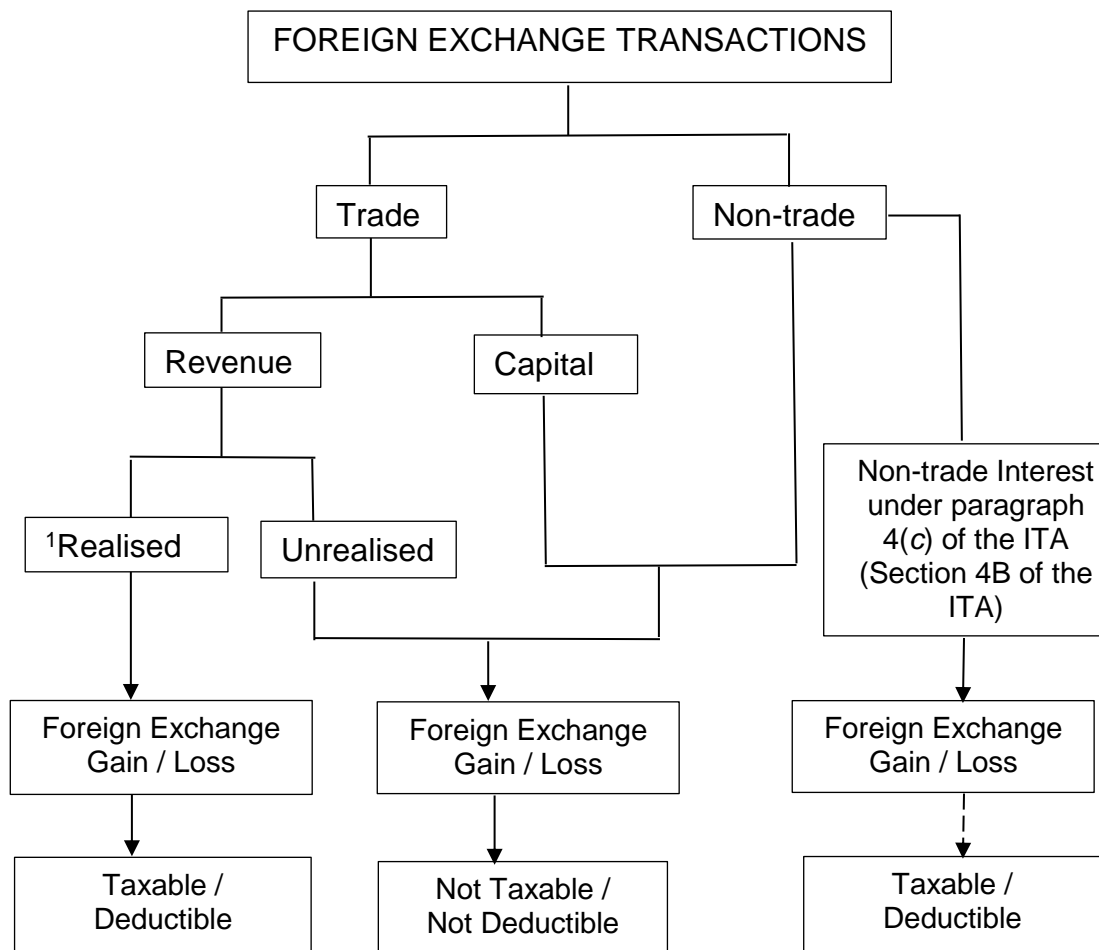 FOREIGN EXCHANGE TRANSACTIONS
Trade
Non-trade
Revenue
Capital
¹Realised
Unrealised
Non-trade Interest
under paragraph
4(c) of the ITA
(Section 4B of the
ITA)
Foreign Exchange
Gain / Loss
Foreign Exchange
Gain / Loss
Foreign Exchange
Gain / Loss
Taxable /
Deductible
Not Taxable /
Not Deductible
Taxable /
Deductible